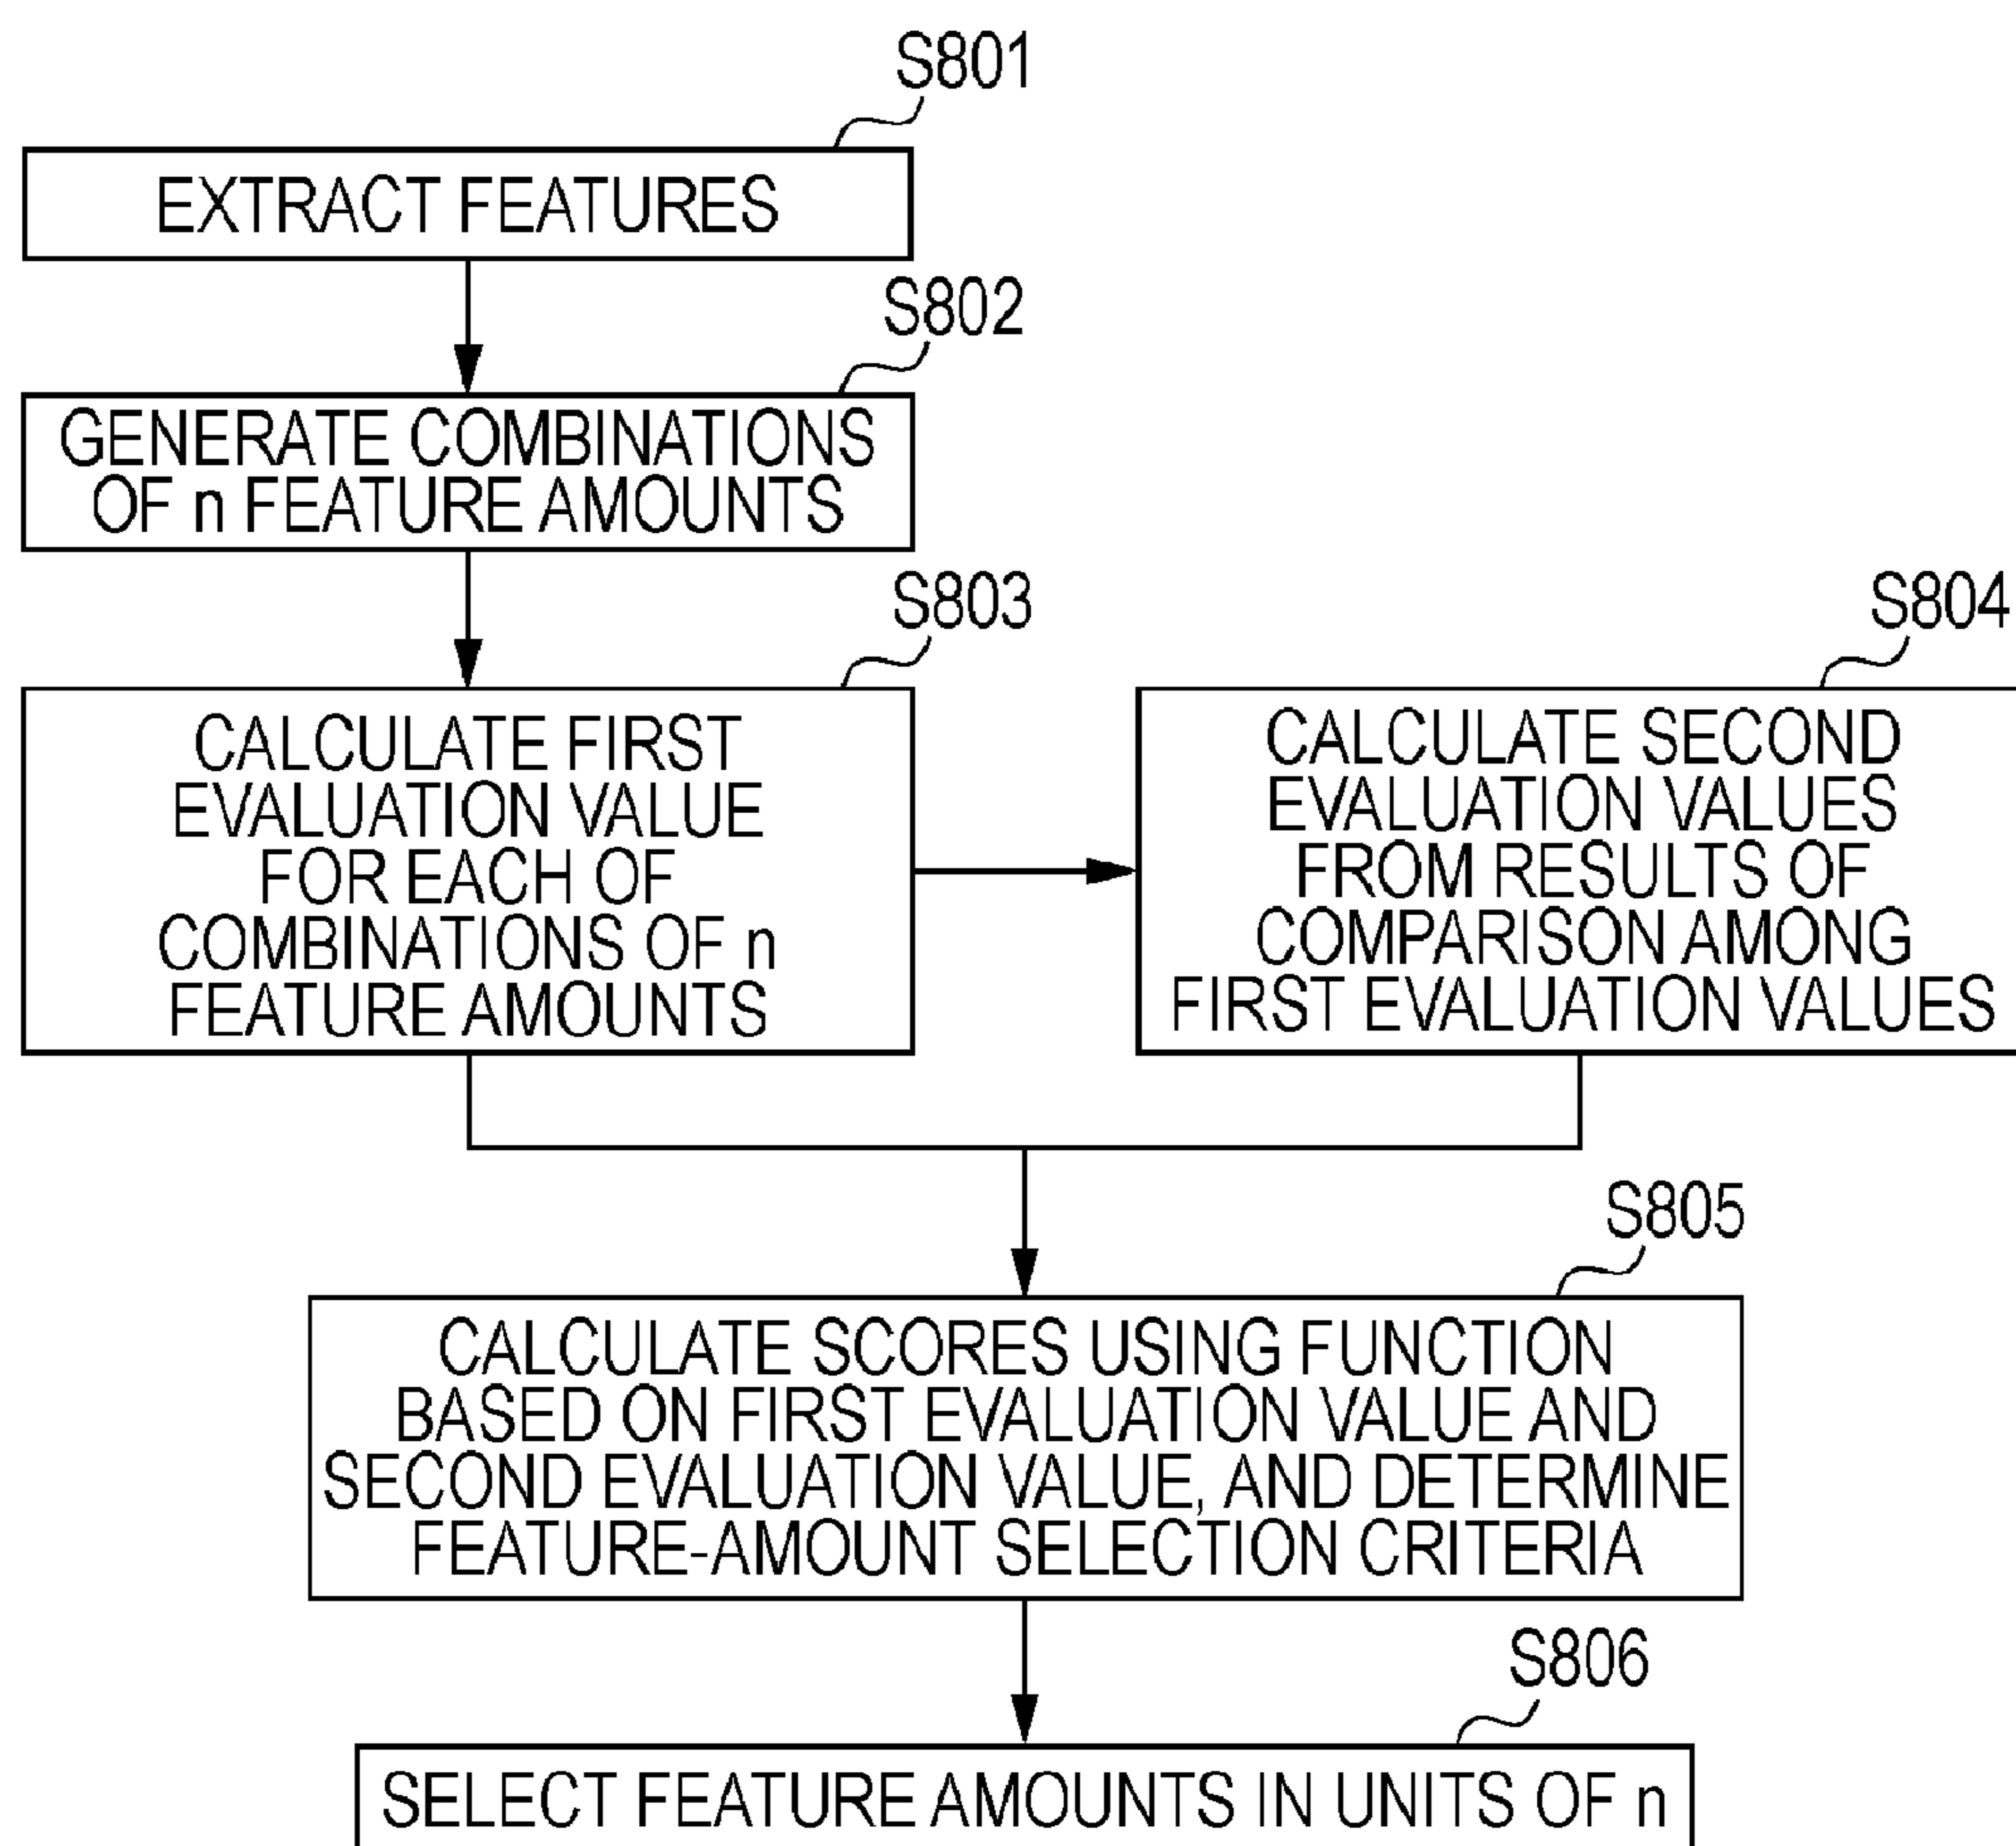 S801
EXTRACT FEATURES
S802
GENERATE COMBINATIONS
OF n FEATURE AMOUNTS
S803
CALCULATE FIRST
EVALUATION VALUE
FOR EACH OF
COMBINATIONS OF n
FEATURE AMOUNTS
S804
CALCULATE SECOND
EVALUATION VALUES
FROM RESULTS OF
COMPARISON AMONG
FIRST EVALUATION VALUES
S805
CALCULATE SCORES USING FUNCTION
BASED ON FIRST EVALUATION VALUE AND
SECOND EVALUATION VALUE, AND DETERMINE
FEATURE-AMOUNT SELECTION CRITERIA
S806
SELECT FEATURE AMOUNTS IN UNITS OF n